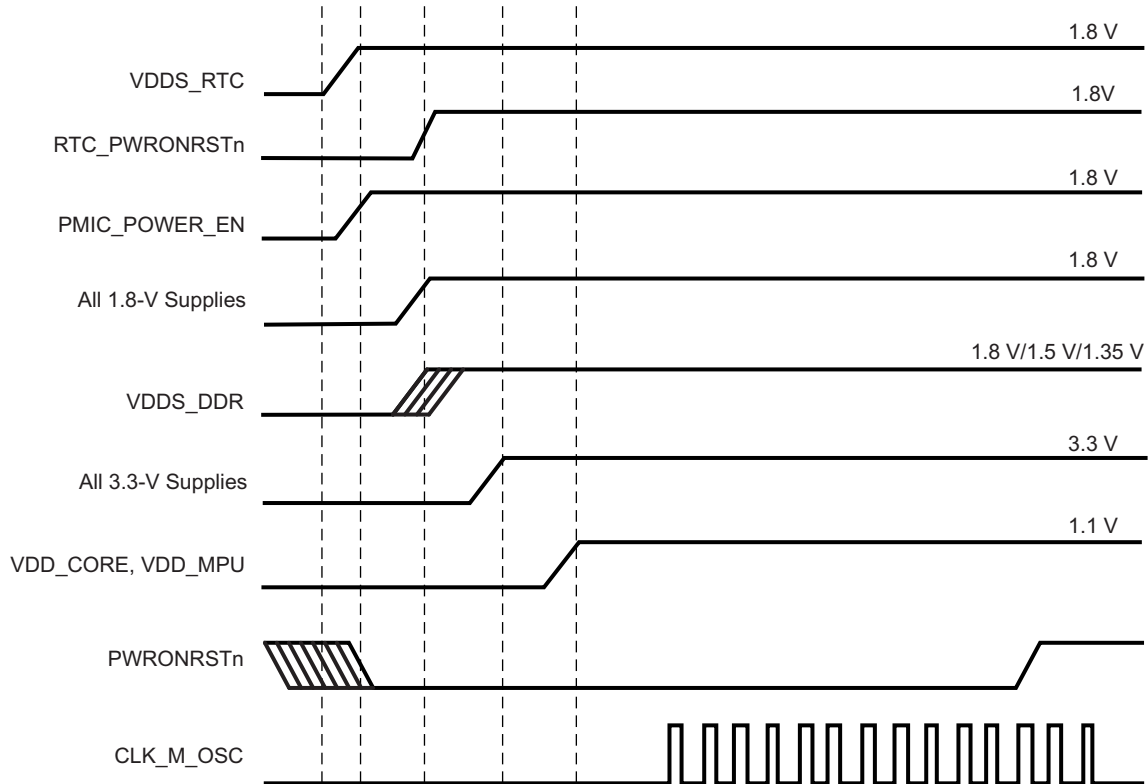 1.8 V
VDDS_RTC
1.8V
RTC_PWRONRSTn
1.8 V
PMIC_POWER_EN
1.8 V
All 1.8-V Supplies
1.8 V/1.5 V/1.35 V
VDDS_DDR
3.3 V
All 3.3-V Supplies
1.1 V
VDD_CORE, VDD_MPU
PWRONRSTn
CLK_M_OSC